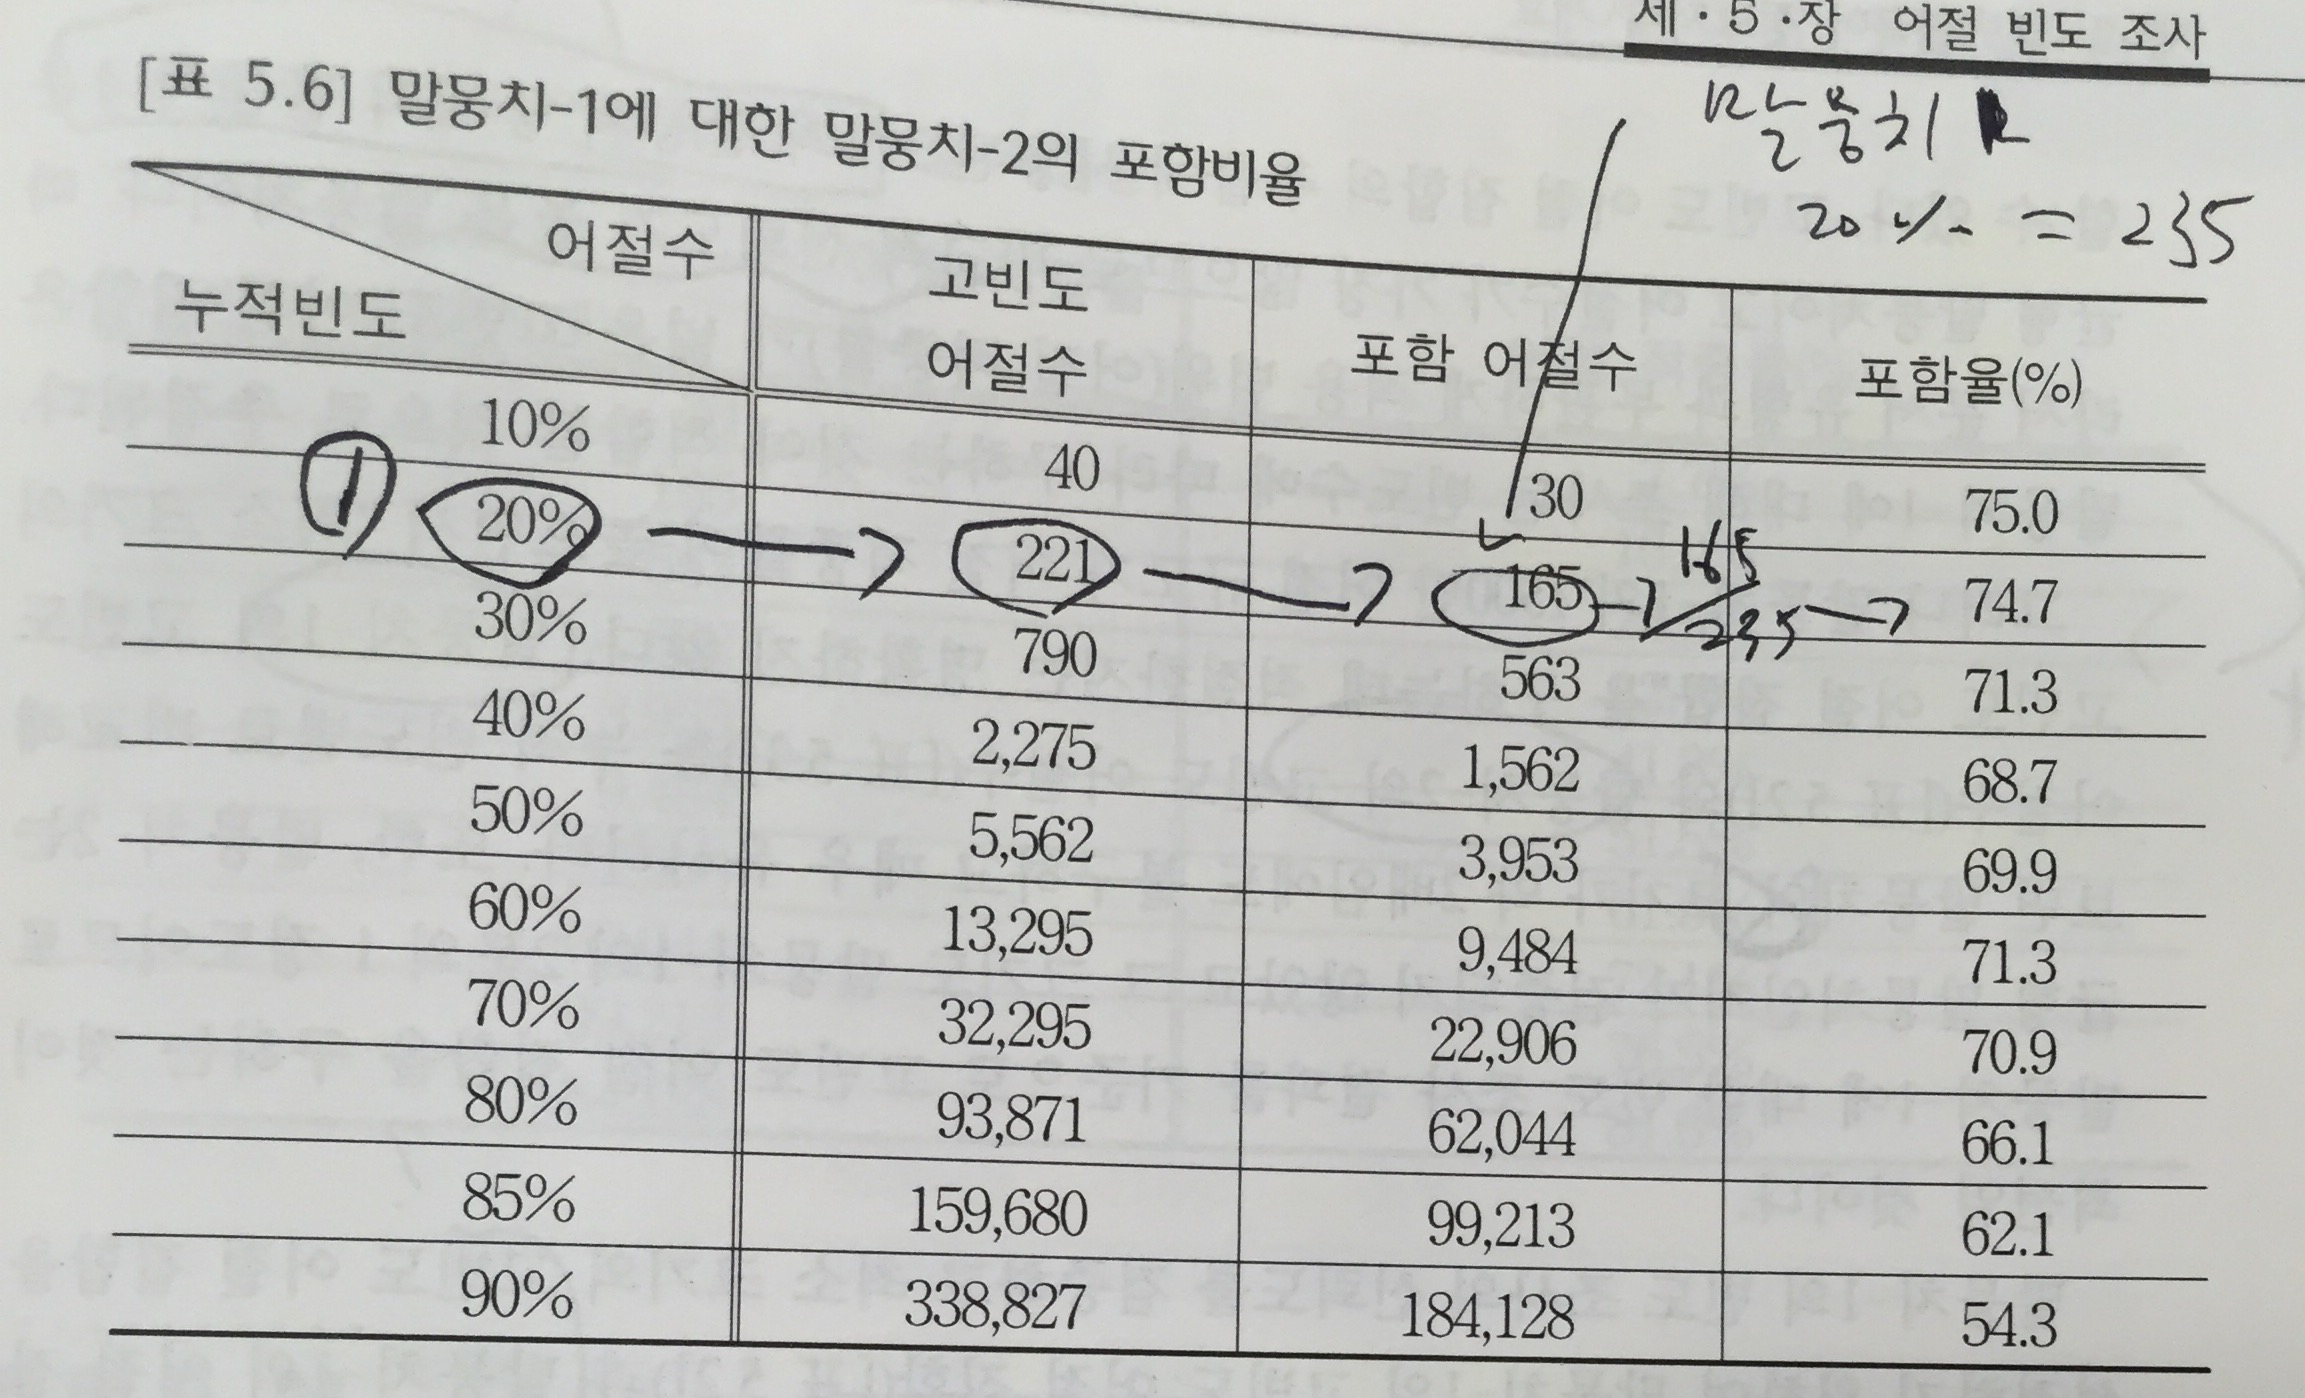 제·5·장 어절 빈도 조사
[표 5.6] 말뭉치-1에 대한 말뭉치-2의 포함비율
말뭉치
20% = 235
어절수
누적빈도
고빈도
어절수
포함 어절수
포함율(%)
10% 40 30 75.0
① 20% 221 165 165/235 74.7
30% 790 563 71.3
40% 2,275 1,562 68.7
50% 5,562 3,953 69.9
60% 13,295 9,484 71.3
70% 32,295 22,906 70.9
80% 93,871 62,044 66.1
85% 159,680 99,213 62.1
90% 338,827 184,128 54.3